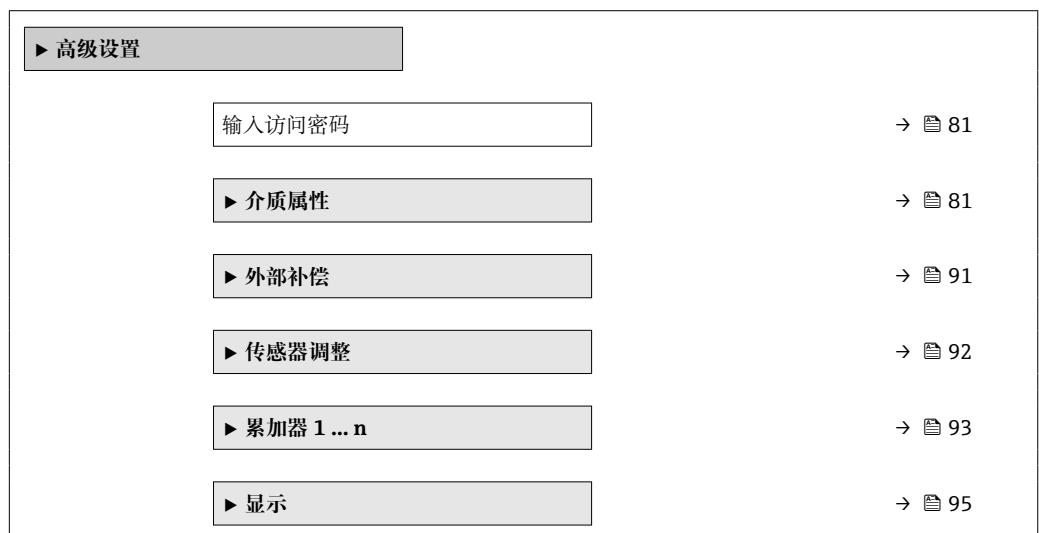 ▶ 高级设置
输入访问密码 → 81
▶ 介质属性 → 81
▶ 外部补偿 → 91
▶ 传感器调整 → 92
▶ 累加器 1 ... n → 93
▶ 显示 → 95